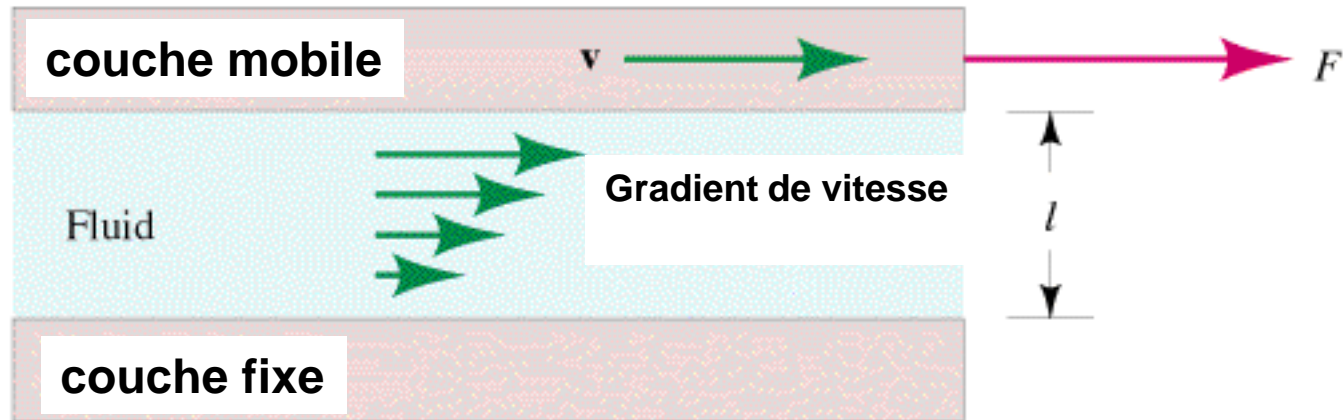 couche mobile
v
F
Gradient de vitesse
Fluid
l
couche fixe